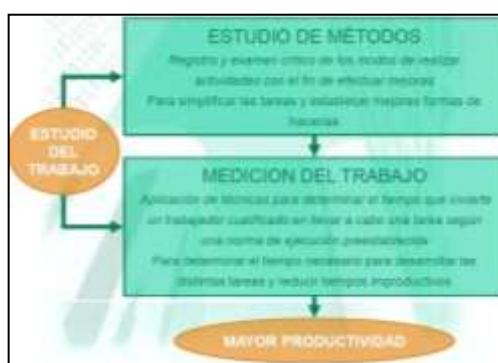 ESTUDIO DE MÉTODOS
Registro y examen crítico de los modos de realizar
actividades con el fin de efectuar mejoras
Para simplificar las tareas y establecer mejores formas de
hacerlas
ESTUDIO
DEL
TRABAJO
MEDICION DEL TRABAJO
Aplicación de técnicas para determinar el tiempo que invierte
un trabajador cualificado en llevar a cabo una tarea según
una norma de ejecución preestablecida
Para determinar el tiempo necesario para desarrollar las
distintas tareas y reducir tiempos improductivos
MAYOR PRODUCTIVIDAD